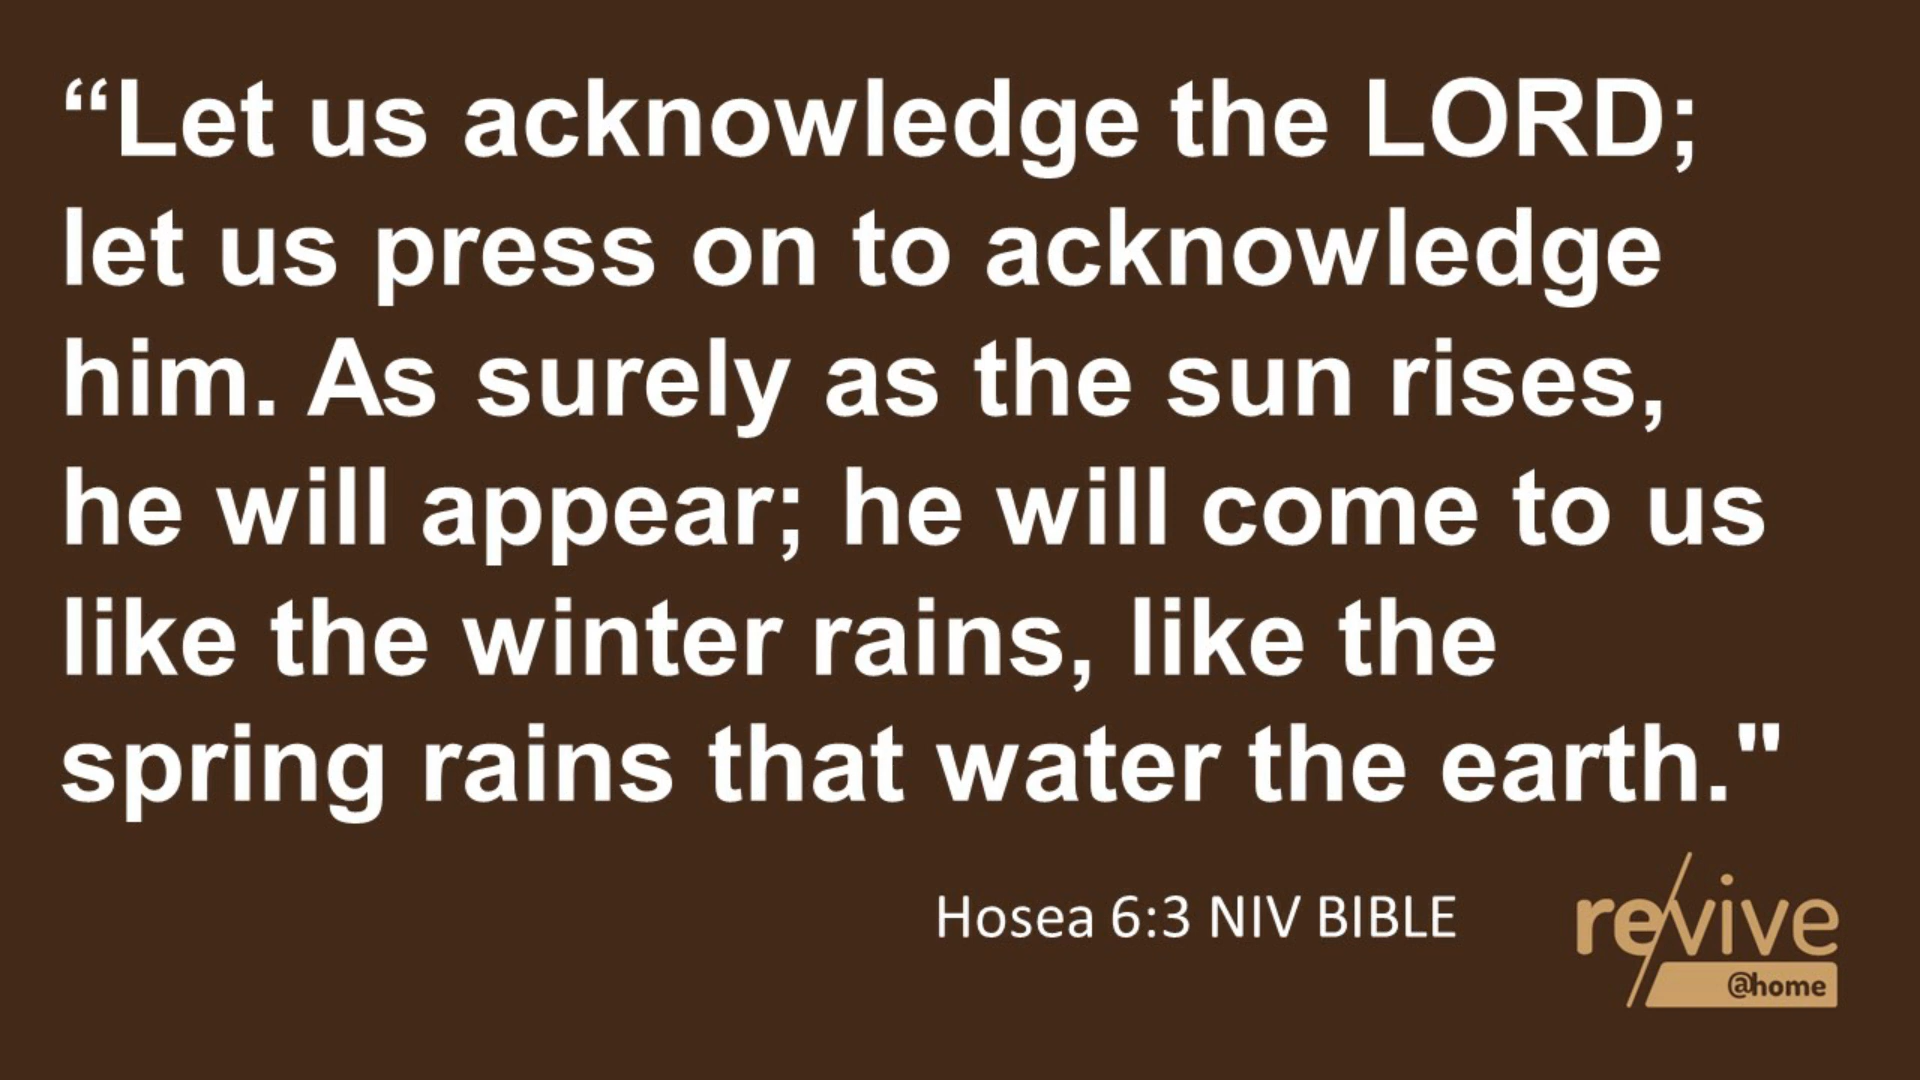 “Let us acknowledge the LORD;
let us press on to acknowledge
him. As surely as the sun rises,
he will appear; he will come to us
like the winter rains, like the
spring rains that water the earth."
Hosea 6:3 NIV BIBLE
re/vive
@home